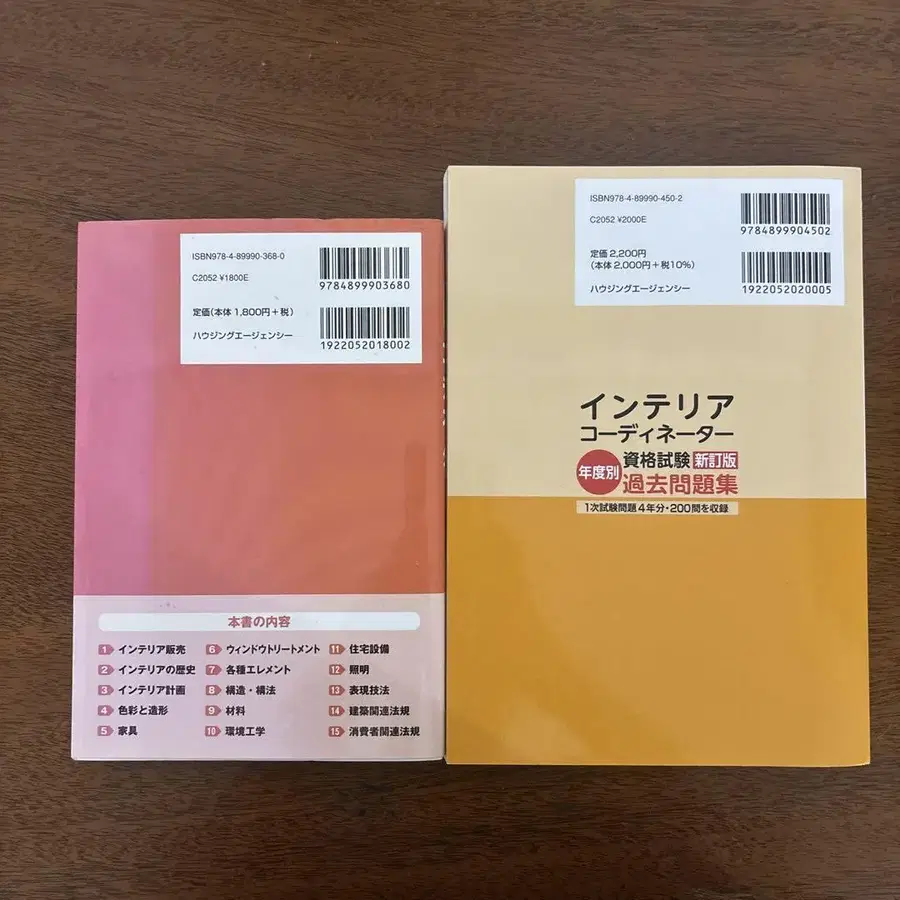 ISBN978-4-89990-368-0
C2052 ¥1800E
定価(本体1,800円+税)
ハウジングエージェンシー
9784899903680
1922052018002
本書の内容
1 インテリア販売
2 インテリアの歴史
3 インテリア計画
4 色彩と造形
5 家具
6 ウィンドウトリートメント
7 各種エレメント
8 構造・構法
9 材料
10 環境工学
11 住宅設備
12 照明
13 表現技法
14 建築関連法規
15 消費者関連法規
ISBN978-4-89990-450-2
C2052 ¥2000E
定価2,200円
(本体2,000円+税10%)
ハウジングエージェンシー
9784899904502
1922052020005
インテリア
コーディネーター
年度別
資格試験 新訂版
過去問題集
1次試験問題4年分・200問を収録